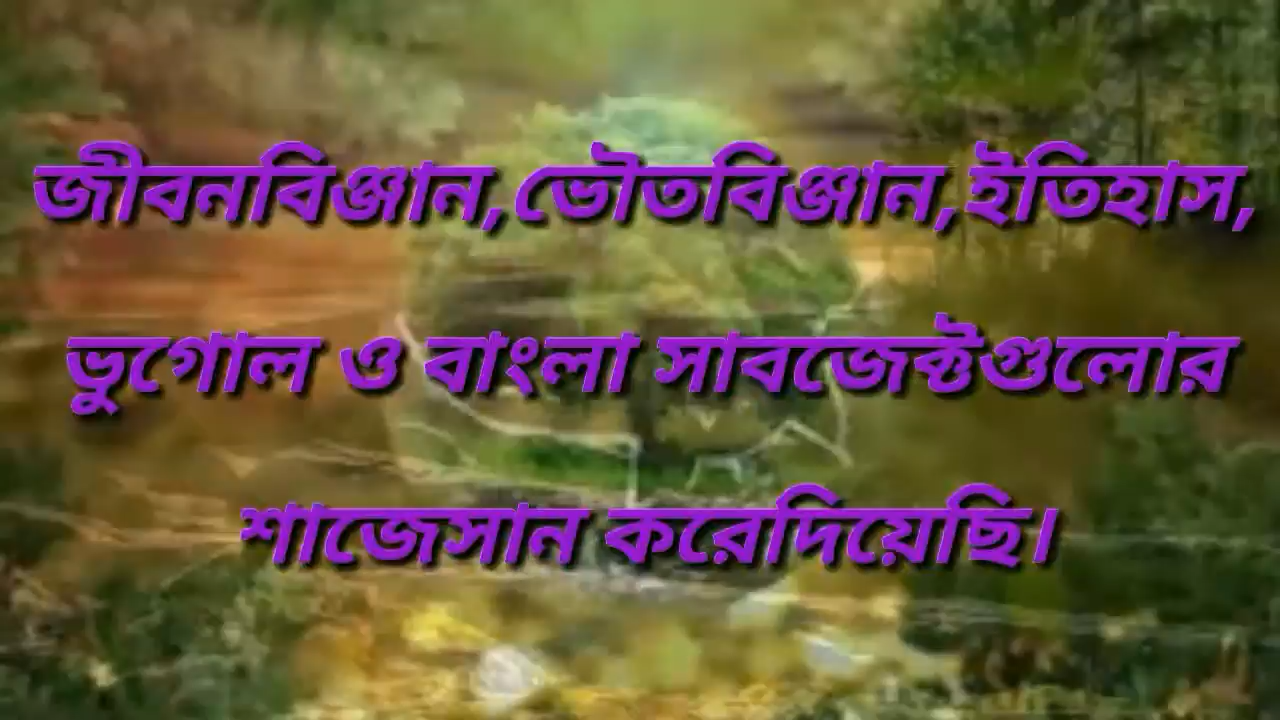 জীবনবিজ্ঞান,ভৌতবিজ্ঞান,ইতিহাস,
ভুগোল ও বাংলা সাবজেক্টগুলোর
শাজেসান করেদিয়েছি।